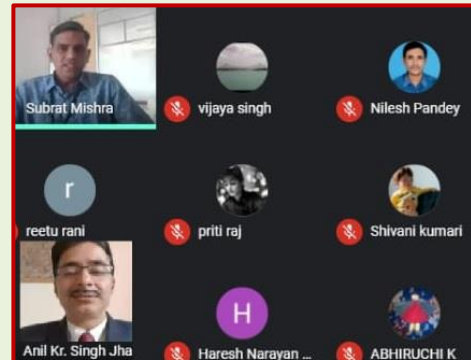 Subrat Mishra
vijaya singh
Nilesh Pandey
r
reetu rani
priti raj
Shivani kumari
Anil Kr. Singh Jha
H
Haresh Narayan ...
ABHIRUCHI K